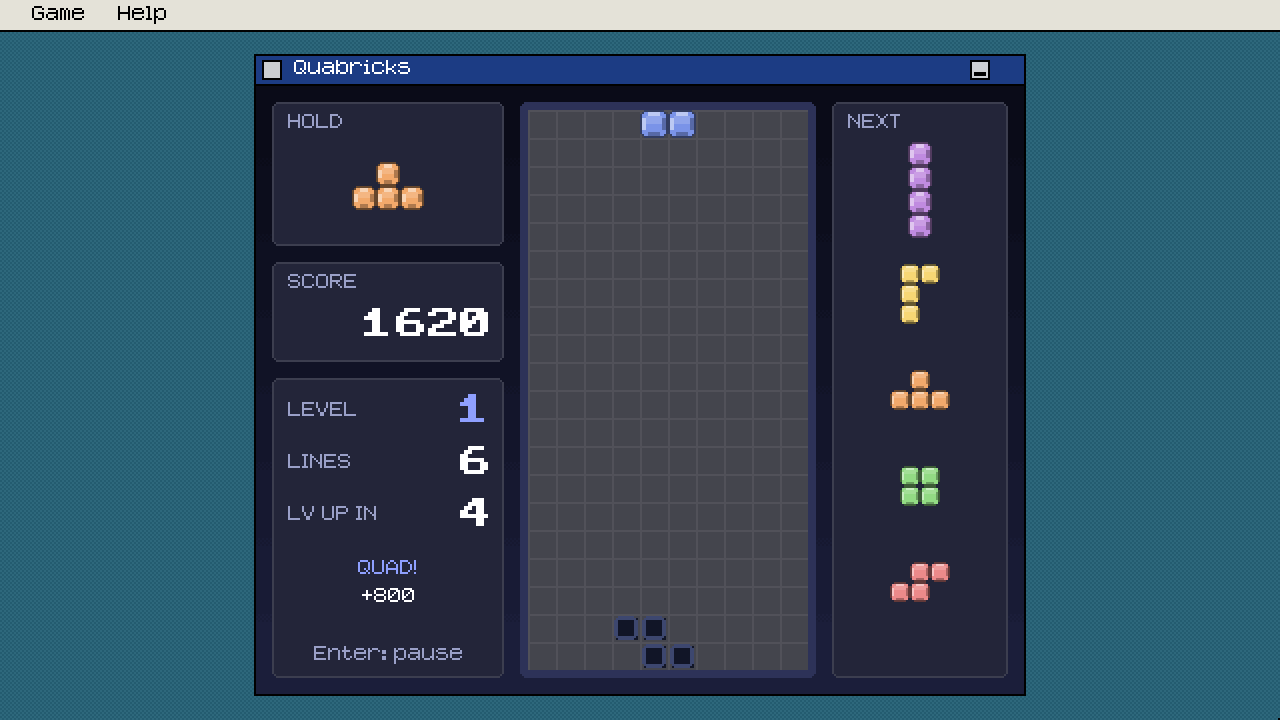 Game Help
Quabricks
HOLD
SCORE
1620
LEVEL 1
LINES 6
LV UP IN 4
QUAD!
+800
Enter: pause
NEXT